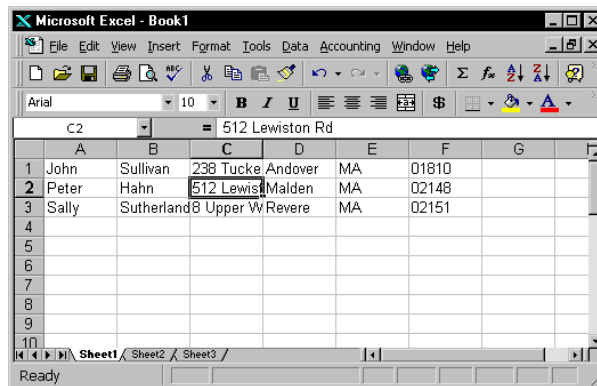 Microsoft Excel - Book1
File Edit View Insert Format Tools Data Accounting Window Help
ABC Σ fx A Z Z A
Arial 10 B I U $ A
C2 = 512 Lewiston Rd
A B C D E F G
1 John Sullivan 238 Tucke Andover MA 01810
2 Peter Hahn 512 Lewis Malden MA 02148
3 Sally Sutherland 8 Upper W Revere MA 02151
4
5
6
7
8
9
10
Sheet1 Sheet2 Sheet3
Ready